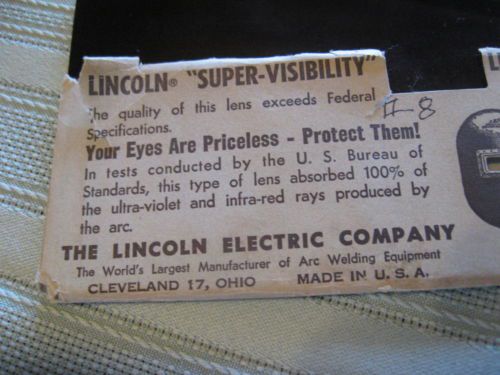 LINCOLN® "SUPER-VISIBILITY"
The quality of this lens exceeds Federal
Specifications.
#8
Your Eyes Are Priceless - Protect Them!
In tests conducted by the U. S. Bureau of
Standards, this type of lens absorbed 100% of
the ultra-violet and infra-red rays produced by
the arc.
THE LINCOLN ELECTRIC COMPANY
The World's Largest Manufacturer of Arc Welding Equipment
CLEVELAND 17, OHIO MADE IN U. S. A.